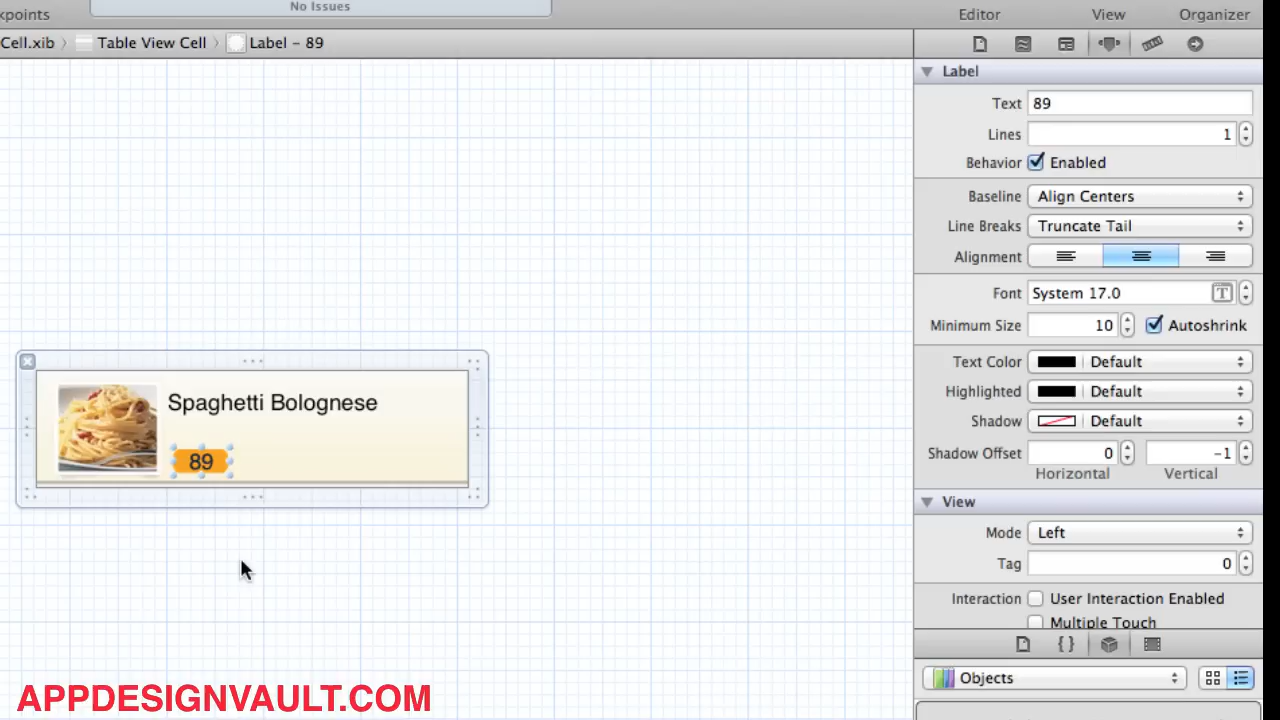 No Issues
kpoints
Editor
View
Organizer
Cell.xib
Table View Cell
Label – 89
Label
Text 89
Lines 1
Behavior Enabled
Baseline Align Centers
Line Breaks Truncate Tail
Alignment
Font System 17.0
Minimum Size 10 Autoshrink
Text Color Default
Highlighted Default
Shadow Default
Shadow Offset 0 -1
Horizontal Vertical
View
Mode Left
Tag 0
Interaction User Interaction Enabled
Multiple Touch
Objects
Spaghetti Bolognese
89
APPDESIGNVAULT.COM